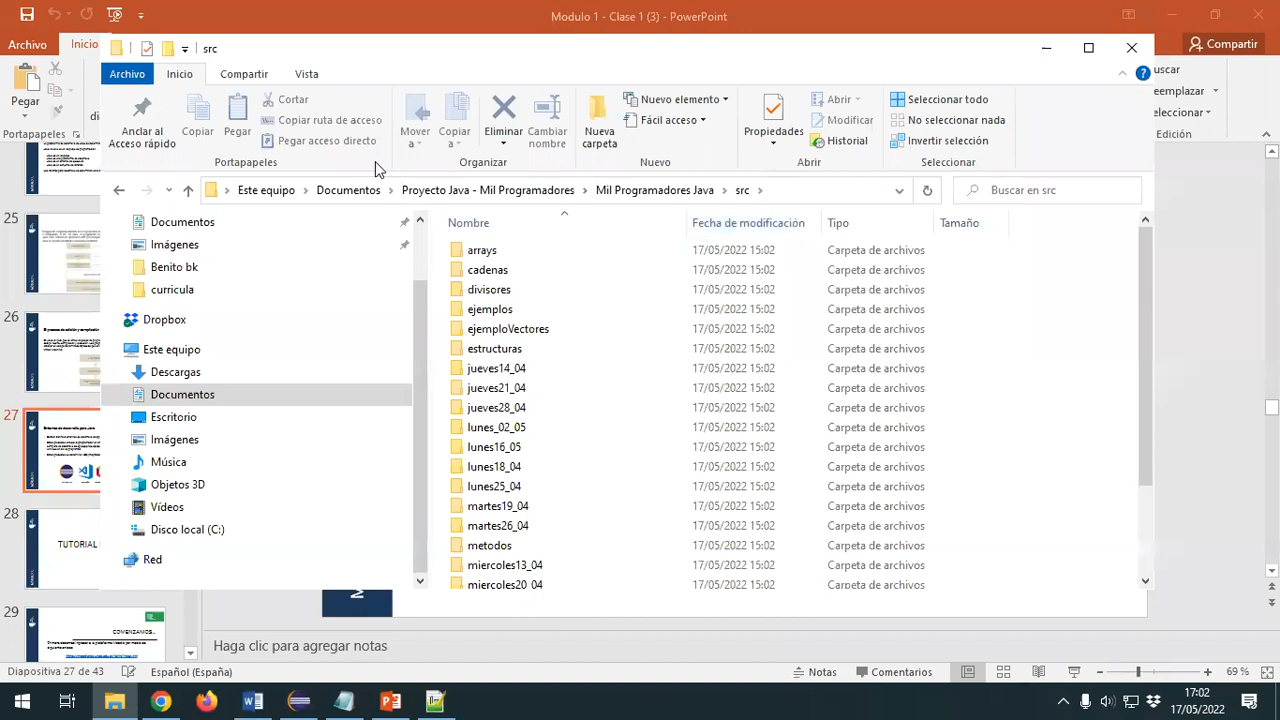 Modulo 1 - Clase 1 (3) - PowerPoint
Archivo
Inicio
Compartir
Pegar
Portapapeles
Edición
src
Archivo
Inicio
Compartir
Vista
Anclar al
Acceso rápido
Copiar
Pegar
Cortar
Copiar ruta de acceso
Pegar acceso directo
Portapapeles
Mover
a
Copiar
a
Eliminar
Cambiar
nombre
Organizar
Nueva
carpeta
Nuevo elemento
Fácil acceso
Nuevo
Propiedades
Abrir
Modificar
Historial
Abrir
Seleccionar todo
No seleccionar nada
Invertir selección
Seleccionar
Este equipo
Documentos
Proyecto Java - Mil Programadores
Mil Programadores Java
src
Buscar en src
Documentos
Imágenes
Benito bk
curricula
Dropbox
Este equipo
Descargas
Documentos
Escritorio
Imágenes
Música
Objetos 3D
Vídeos
Disco local (C:)
Red
Nombre Fecha de modificación Tipo Tamaño
arrays 17/05/2022 15:02 Carpeta de archivos
cadenas 17/05/2022 15:02 Carpeta de archivos
divisores 17/05/2022 15:02 Carpeta de archivos
ejemplos 17/05/2022 15:02 Carpeta de archivos
ejemploVectores 17/05/2022 15:02 Carpeta de archivos
estructuras 17/05/2022 15:02 Carpeta de archivos
jueves14_04 17/05/2022 15:02 Carpeta de archivos
jueves21_04 17/05/2022 15:02 Carpeta de archivos
jueves28_04 17/05/2022 15:02 Carpeta de archivos
lunes_02_05 17/05/2022 15:02 Carpeta de archivos
lunes16_05 17/05/2022 15:02 Carpeta de archivos
lunes18_04 17/05/2022 15:02 Carpeta de archivos
lunes25_04 17/05/2022 15:02 Carpeta de archivos
martes19_04 17/05/2022 15:02 Carpeta de archivos
martes26_04 17/05/2022 15:02 Carpeta de archivos
metodos 17/05/2022 15:02 Carpeta de archivos
miercoles13_04 17/05/2022 15:02 Carpeta de archivos
miercoles20_04 17/05/2022 15:02 Carpeta de archivos
25
26
27
28
TUTORIAL
29
COMENZAMOS...
Haga clic para agregar notas
Diapositiva 27 de 43 Español (España) Notas Comentarios 69 %
17:02
17/05/2022